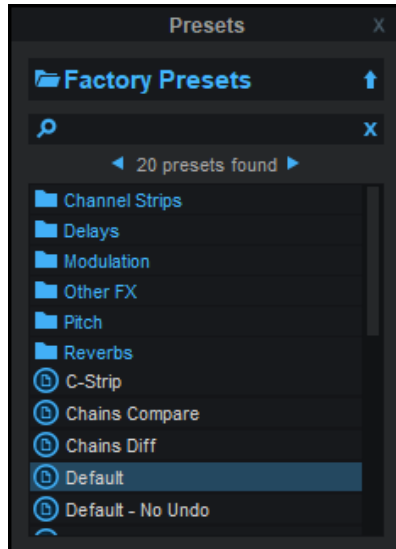 Presets X
Factory Presets
X
20 presets found
Channel Strips
Delays
Modulation
Other FX
Pitch
Reverbs
C-Strip
Chains Compare
Chains Diff
Default
Default - No Undo